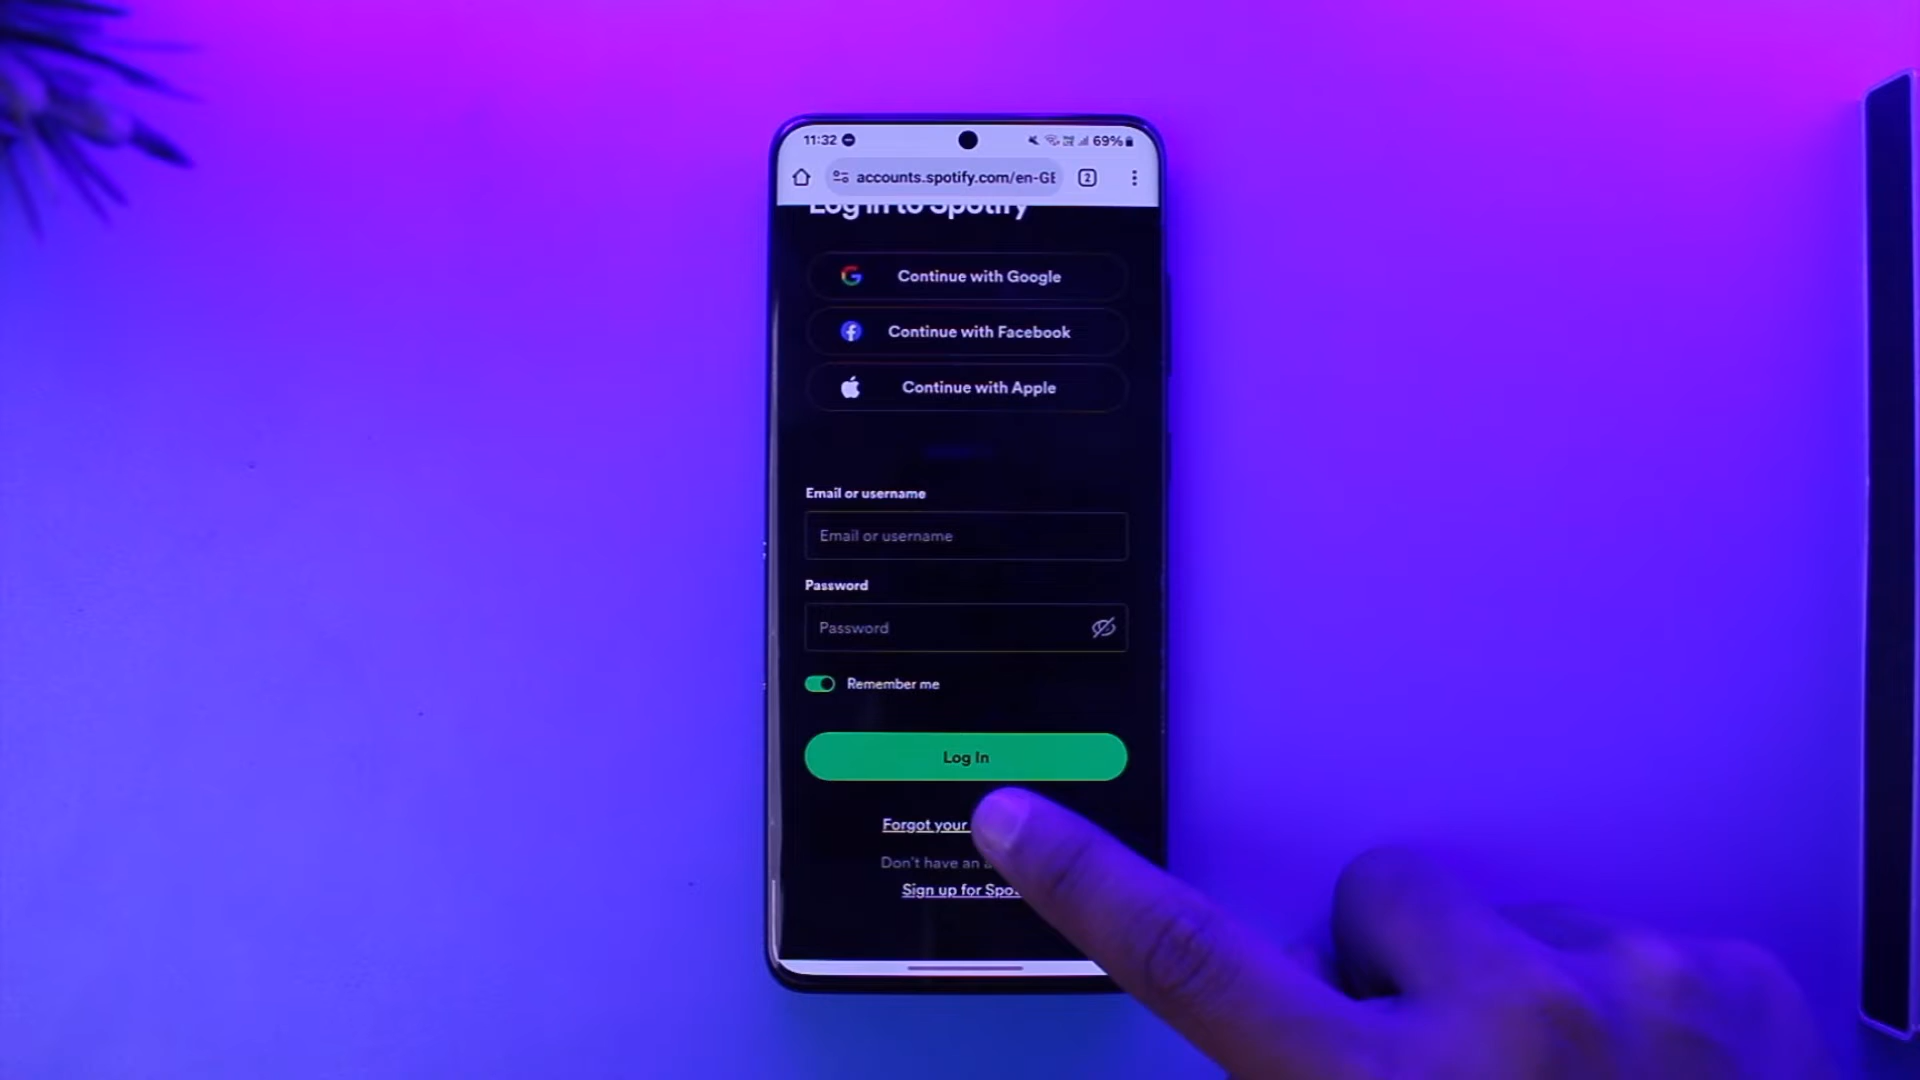 11:32
69%
accounts.spotify.com/en-GB
2
Log in to Spotify
Continue with Google
Continue with Facebook
Continue with Apple
Email or username
Email or username
Password
Password
Remember me
Log In
Forgot your
Don't have an
Sign up for Spot